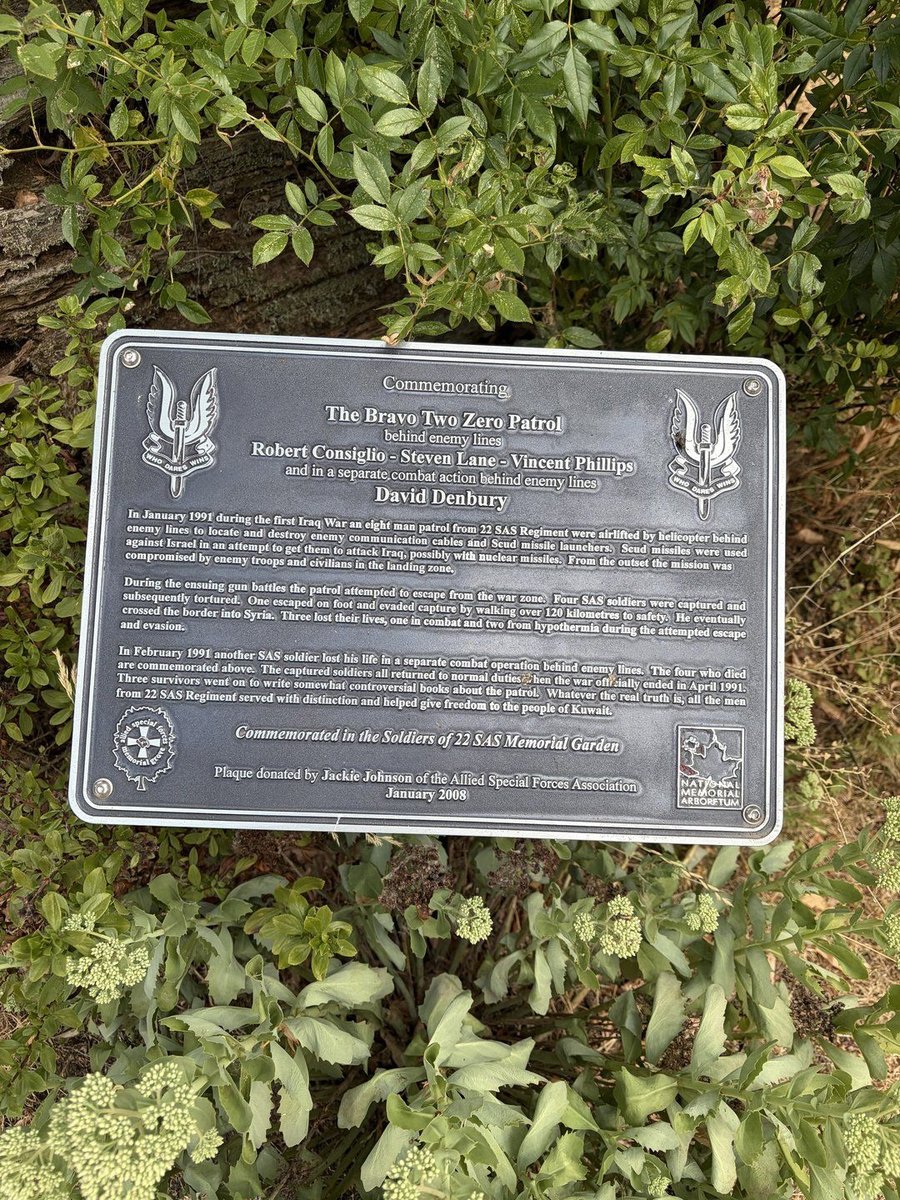 Commemorating
The Bravo Two Zero Patrol
behind enemy lines
Robert Consiglio - Steven Lane - Vincent Phillips
and in a separate combat action behind enemy lines
David Denbury
WHO DARES WINS
WHO DARES WINS
In January 1991 during the first Iraq War an eight man patrol from 22 SAS Regiment were airlifted by helicopter behind
enemy lines to locate and destroy enemy communication cables and Scud missile launchers. Scud missiles were used
against Israel in an attempt to get them to attack Iraq, possibly with nuclear missiles. From the outset the mission was
compromised by enemy troops and civilians in the landing zone.
During the ensuing gun battles the patrol attempted to escape from the war zone. Four SAS soldiers were captured and
subsequently tortured. One escaped on foot and evaded capture by walking over 120 kilometres to safety. He eventually
crossed the border into Syria. Three lost their lives, one in combat and two from hypothermia during the attempted escape
and evasion.
In February 1991 another SAS soldier lost his life in a separate combat operation behind enemy lines. The four who died
are commemorated above. The captured soldiers all returned to normal duties when the war officially ended in April 1991.
Three survivors went on to write somewhat controversial books about the patrol. Whatever the real truth is, all the men
from 22 SAS Regiment served with distinction and helped give freedom to the people of Kuwait.
Commemorated in the Soldiers of 22 SAS Memorial Garden
Plaque donated by Jackie Johnson of the Allied Special Forces Association
January 2008
allied special forces
memorial grove
NATIONAL
MEMORIAL
ARBORETUM